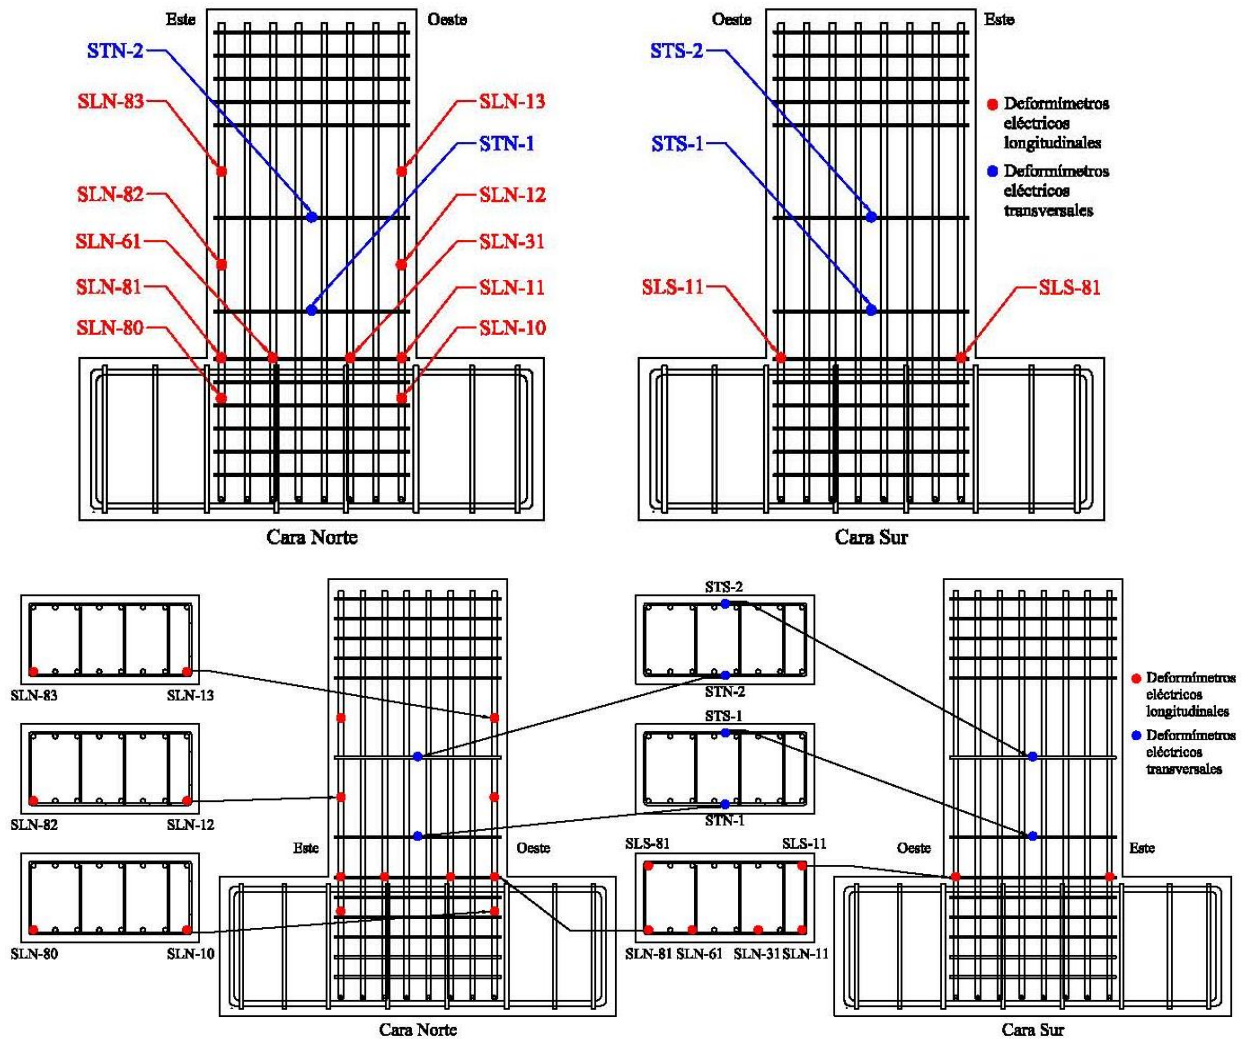 Este
Oeste
STN-2
SLN-83
SLN-13
STN-1
SLN-82
SLN-12
SLN-61
SLN-31
SLN-81
SLN-11
SLN-80
SLN-10
Cara Norte
Oeste
Este
STS-2
STS-1
SLS-11
SLS-81
Cara Sur
Deformímetros
eléctricos
longitudinales
Deformímetros
eléctricos
transversales
SLN-83
SLN-13
SLN-82
SLN-12
SLN-80
SLN-10
Este
Oeste
Cara Norte
STS-2
STN-2
STS-1
STN-1
SLS-81
SLS-11
SLN-81
SLN-61
SLN-31
SLN-11
Oeste
Este
Cara Sur
Deformímetros
eléctricos
longitudinales
Deformímetros
eléctricos
transversales